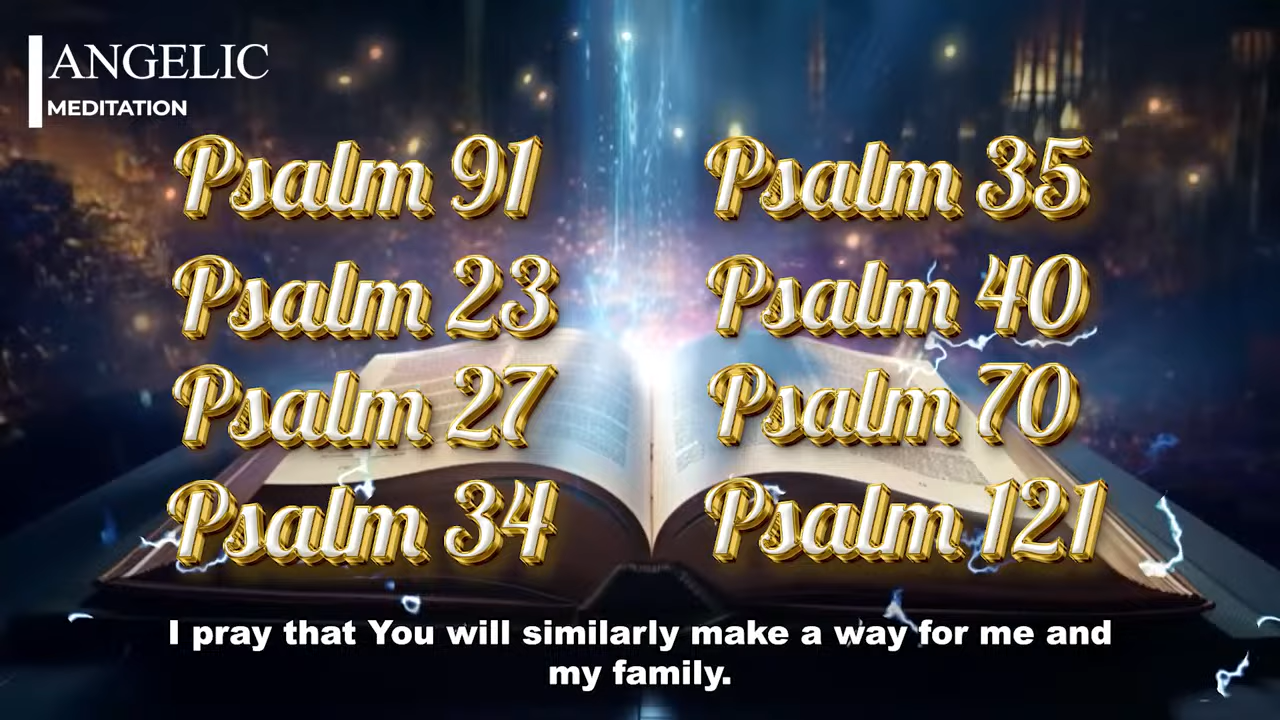 ANGELIC
MEDITATION
Psalm 91
Psalm 23
Psalm 27
Psalm 34
Psalm 35
Psalm 40
Psalm 70
Psalm 121
I pray that You will similarly make a way for me and
my family.